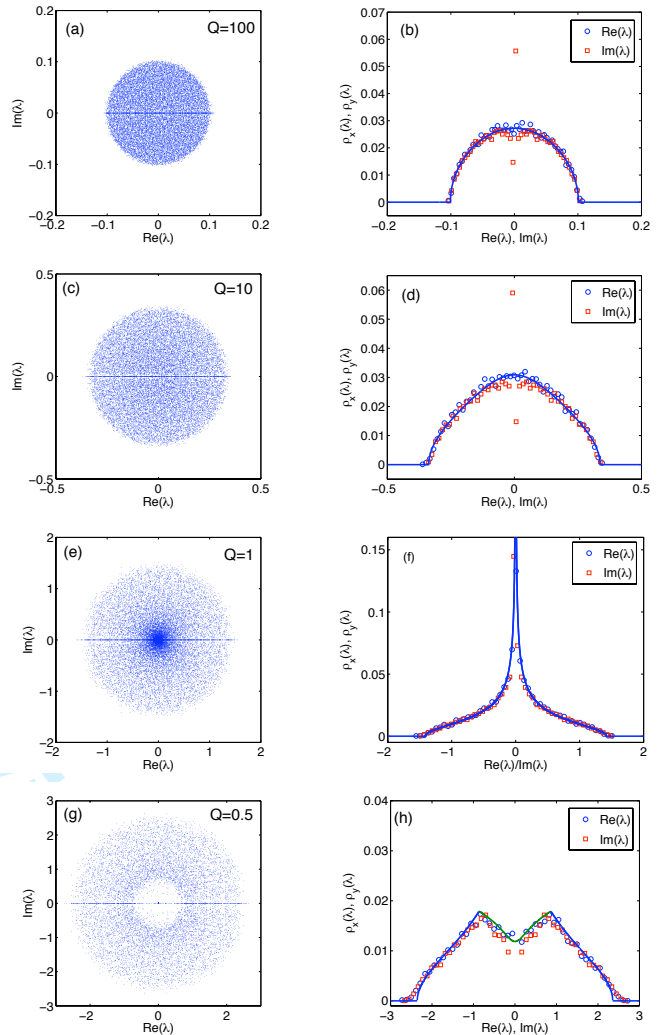 (a)
Q=100
Im(λ)
0.2
0.1
0
−0.1
−0.2
−0.2 −0.1 0 0.1 0.2
Re(λ)
(b)
Re(λ)
Im(λ)
ρx(λ), ρy(λ)
0.07
0.06
0.05
0.04
0.03
0.02
0.01
0
−0.2 −0.1 0 0.1 0.2
Re(λ), Im(λ)
(c)
Q=10
Im(λ)
0.5
0
−0.5
−0.5 0 0.5
Re(λ)
(d)
Re(λ)
Im(λ)
ρx(λ), ρy(λ)
0.06
0.05
0.04
0.03
0.02
0.01
0
−0.5 0 0.5
Re(λ), Im(λ)
(e)
Q=1
Im(λ)
2
1
0
−1
−2
−2 −1 0 1 2
Re(λ)
(f)
Re(λ)
Im(λ)
ρx(λ), ρy(λ)
0.15
0.1
0.05
0
−2 −1 0 1 2
Re(λ)/Im(λ)
(g)
Q=0.5
Im(λ)
3
2
1
0
−1
−2
−3
−2 0 2
Re(λ)
(h)
Re(λ)
Im(λ)
ρx(λ), ρy(λ)
0.04
0.03
0.02
0.01
0
−3 −2 −1 0 1 2 3
Re(λ), Im(λ)